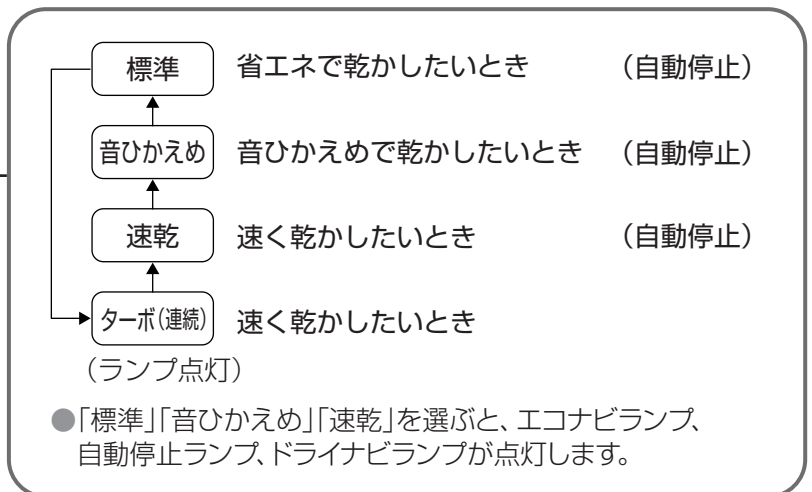 標準 省エネで乾かしたいとき （自動停止）
音ひかえめ 音ひかえめで乾かしたいとき （自動停止）
速乾 速く乾かしたいとき （自動停止）
ターボ（連続） 速く乾かしたいとき
（ランプ点灯）
●「標準」「音ひかえめ」「速乾」を選ぶと、エコナビランプ、
自動停止ランプ、ドライナビランプが点灯します。